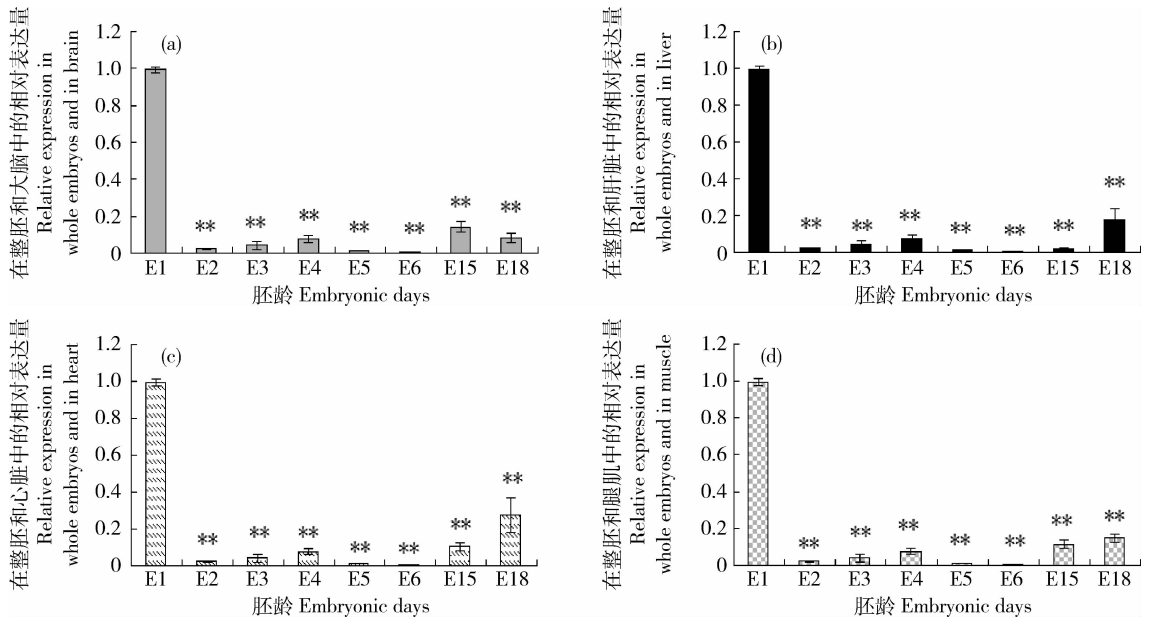 在整胚和大脑中的相对表达量
Relative expression in
whole embryos and in brain
1.2
1.0
0.8
0.6
0.4
0.2
0
(a)
** ** ** ** ** ** **
E1 E2 E3 E4 E5 E6 E15 E18
胚龄 Embryonic days
在整胚和肝脏中的相对表达量
Relative expression in
whole embryos and in liver
1.2
1.0
0.8
0.6
0.4
0.2
0
(b)
** ** ** ** ** ** **
E1 E2 E3 E4 E5 E6 E15 E18
胚龄 Embryonic days
在整胚和心脏中的相对表达量
Relative expression in
whole embryos and in heart
1.2
1.0
0.8
0.6
0.4
0.2
0
(c)
** ** ** ** ** ** **
E1 E2 E3 E4 E5 E6 E15 E18
胚龄 Embryonic days
在整胚和腿肌中的相对表达量
Relative expression in
whole embryos and in muscle
1.2
1.0
0.8
0.6
0.4
0.2
0
(d)
** ** ** ** ** ** **
E1 E2 E3 E4 E5 E6 E15 E18
胚龄 Embryonic days